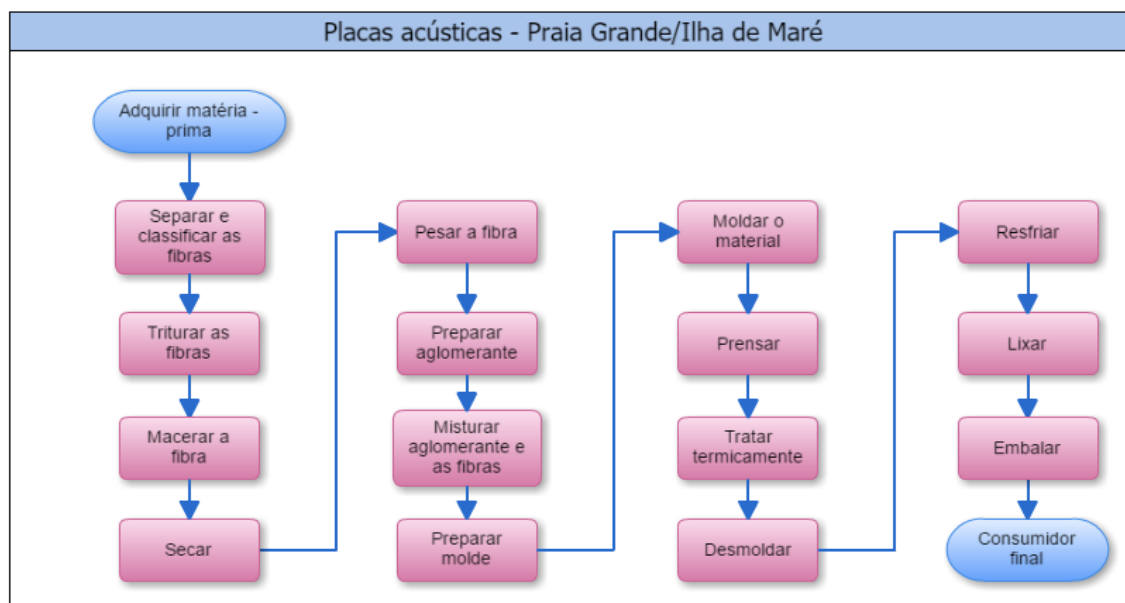 Placas acústicas - Praia Grande/Ilha de Maré
Adquirir matéria -
prima
Separar e
classificar as
fibras
Triturar as
fibras
Macerar a
fibra
Secar
Pesar a fibra
Preparar
aglomerante
Misturar
aglomerante e
as fibras
Preparar
molde
Moldar o
material
Prensar
Tratar
termicamente
Desmoldar
Resfriar
Lixar
Embalar
Consumidor
final